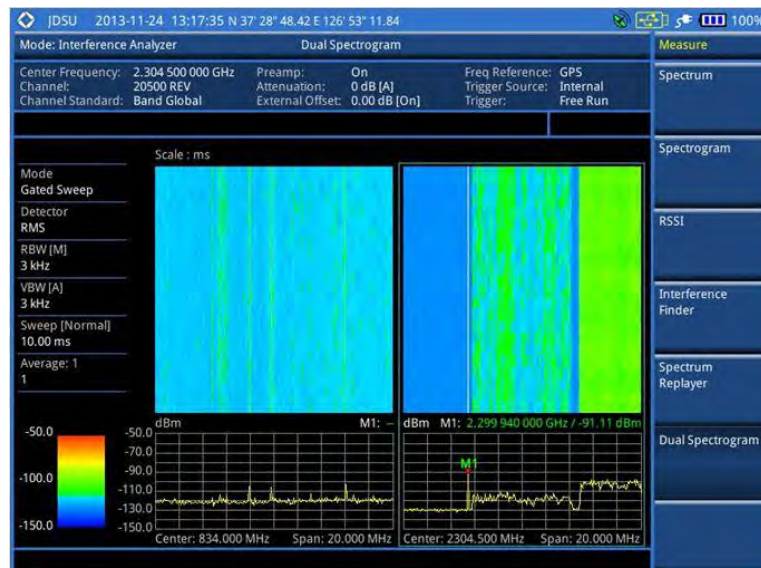 JDSU 2013-11-24 13:17:35 N 37' 28" 48.42 E 126' 53" 11.84 100%
Mode: Interference Analyzer Dual Spectrogram
Measure
Center Frequency: 2.304 500 000 GHz Preamp: On Freq Reference: GPS
Channel: 20500 REV Attenuation: 0 dB [A] Trigger Source: Internal
Channel Standard: Band Global External Offset: 0.00 dB [On] Trigger: Free Run
Spectrum
Spectrogram
RSSI
Interference
Finder
Spectrum
Replayer
Dual Spectrogram
Scale : ms
Mode
Gated Sweep
Detector
RMS
RBW [M]
3 kHz
VBW [A]
3 kHz
Sweep [Normal]
10.00 ms
Average: 1
1
-50.0
-100.0
-150.0
dBm M1: --
-50.0
-70.0
-90.0
-110.0
-130.0
-150.0
Center: 834.000 MHz Span: 20.000 MHz
dBm M1: 2.299 940 000 GHz / -91.11 dBm
M1
Center: 2304.500 MHz Span: 20.000 MHz